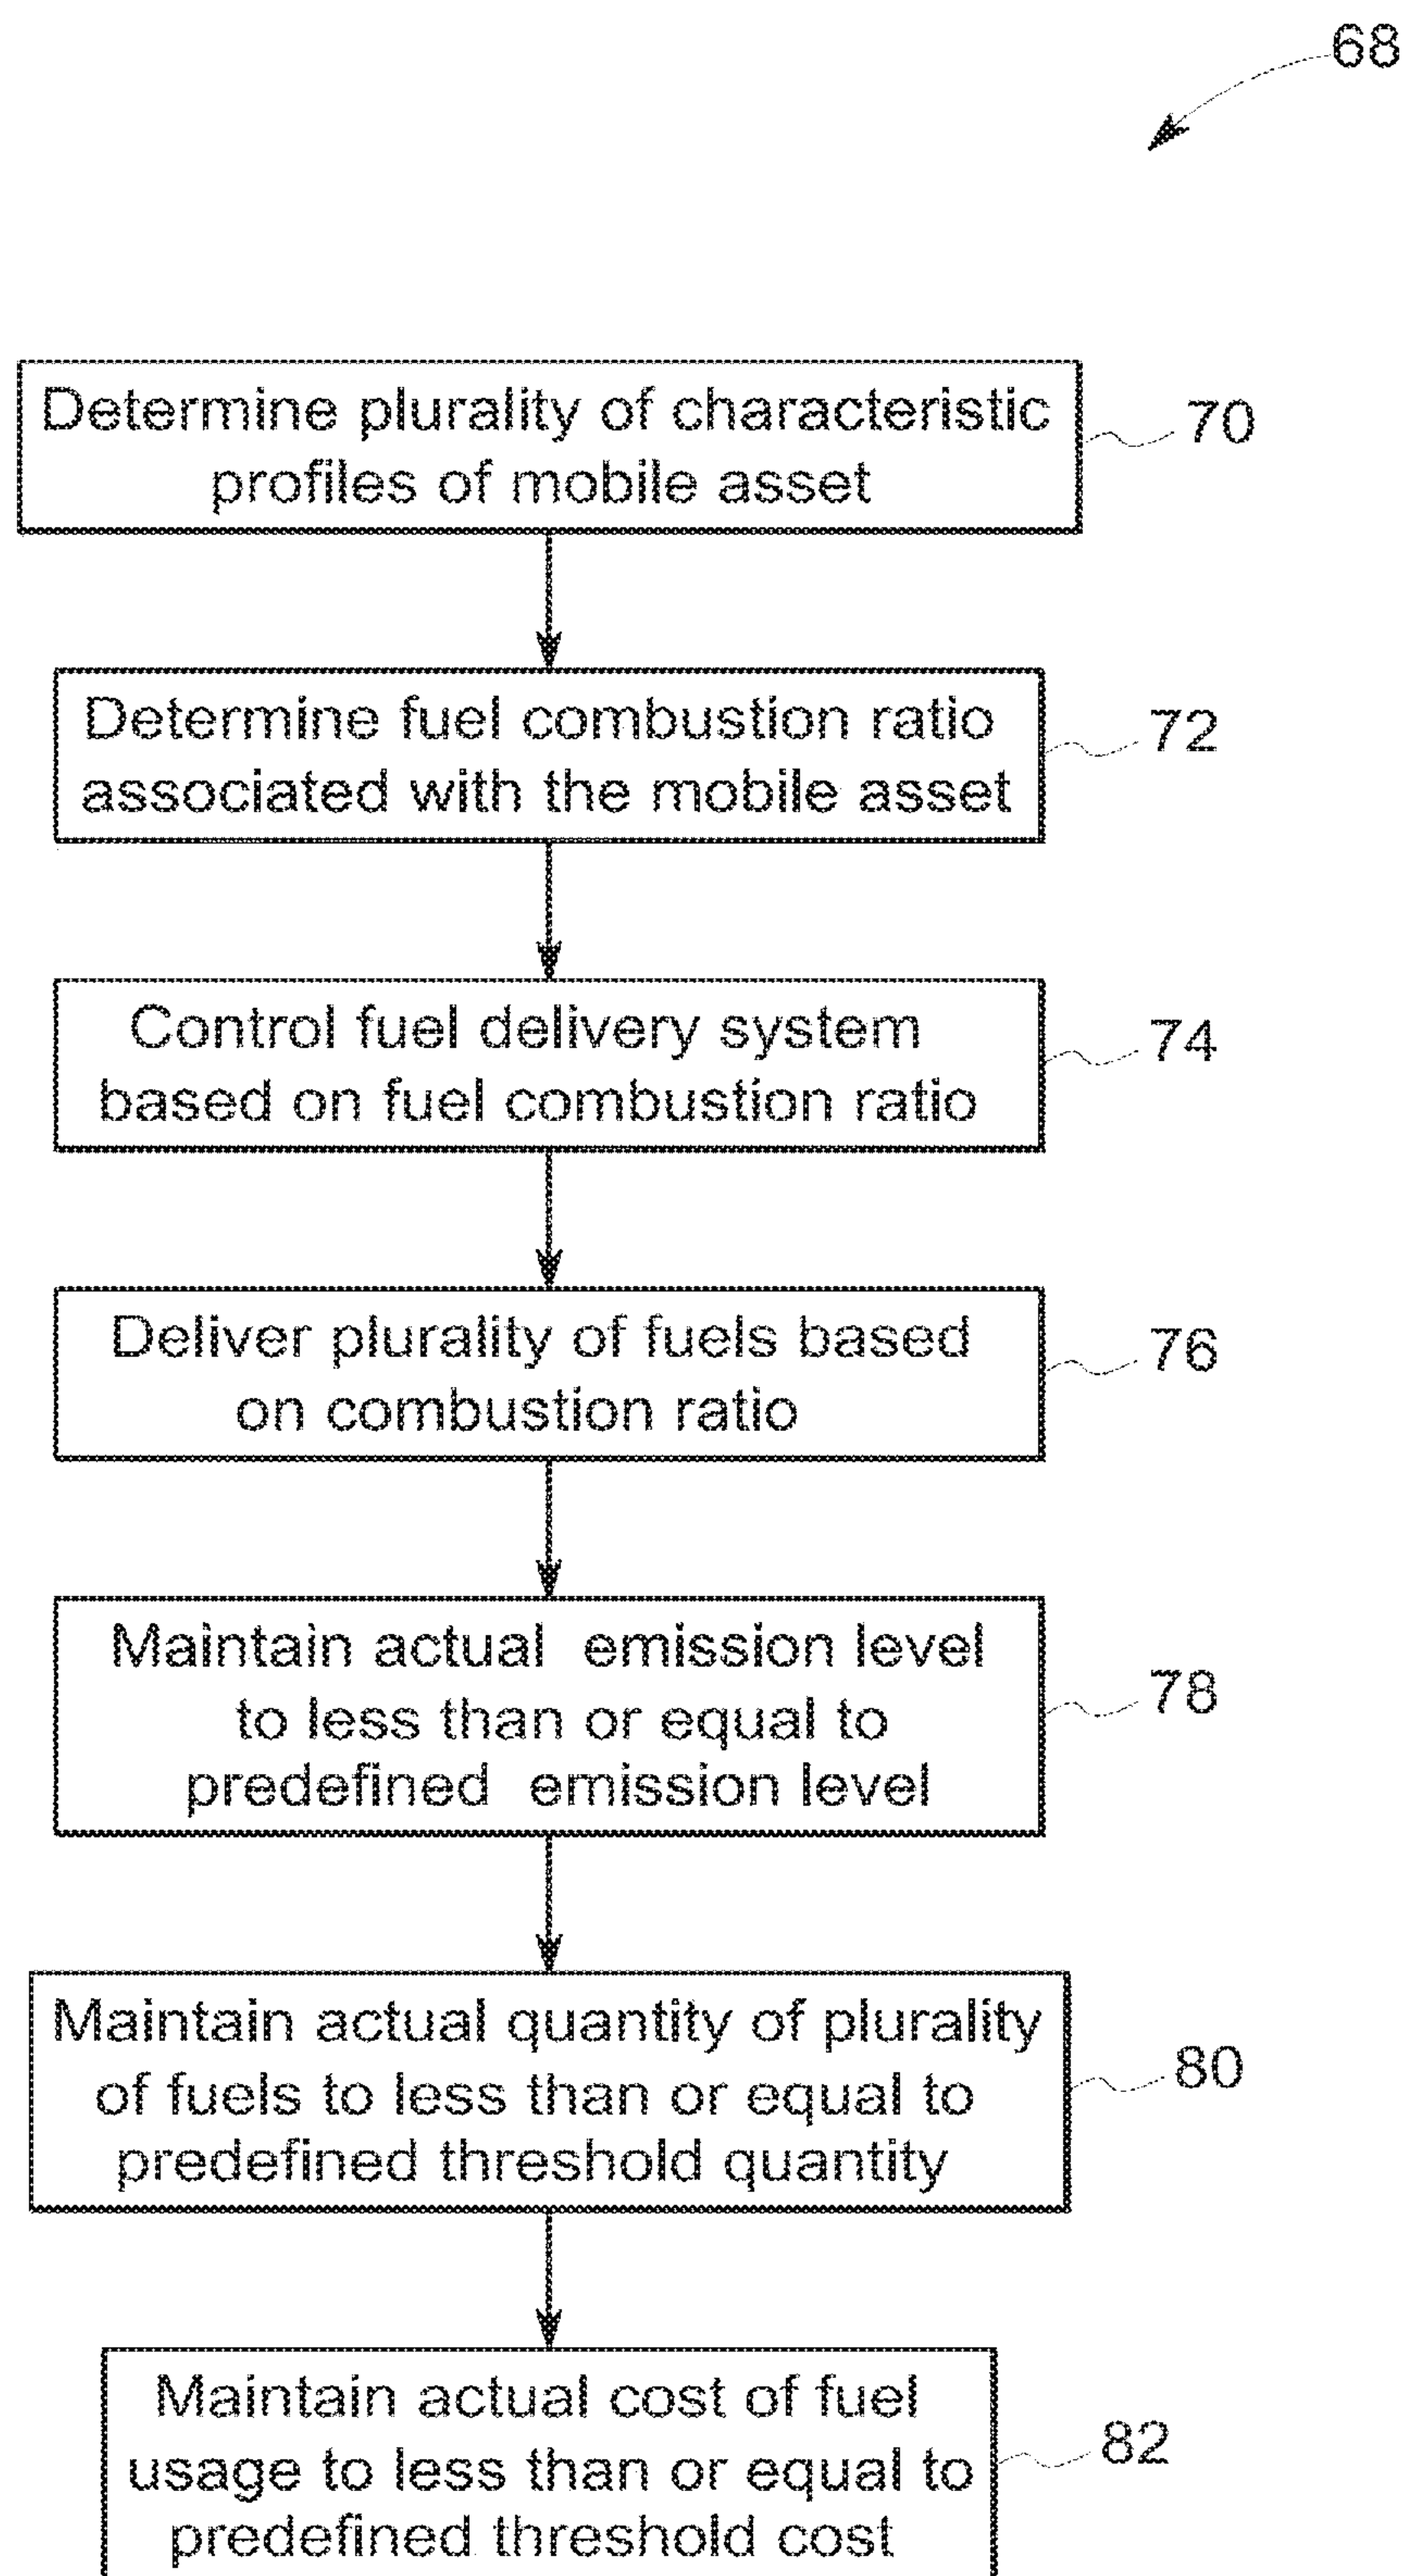 68
Determine plurality of characteristic
profiles of mobile asset
70
Determine fuel combustion ratio
associated with the mobile asset
72
Control fuel delivery system
based on fuel combustion ratio
74
Deliver plurality of fuels based
on combustion ratio
76
Maintain actual emission level
to less than or equal to
predefined emission level
78
Maintain actual quantity of plurality
of fuels to less than or equal to
predefined threshold quantity
80
Maintain actual cost of fuel
usage to less than or equal to
predefined threshold cost
82